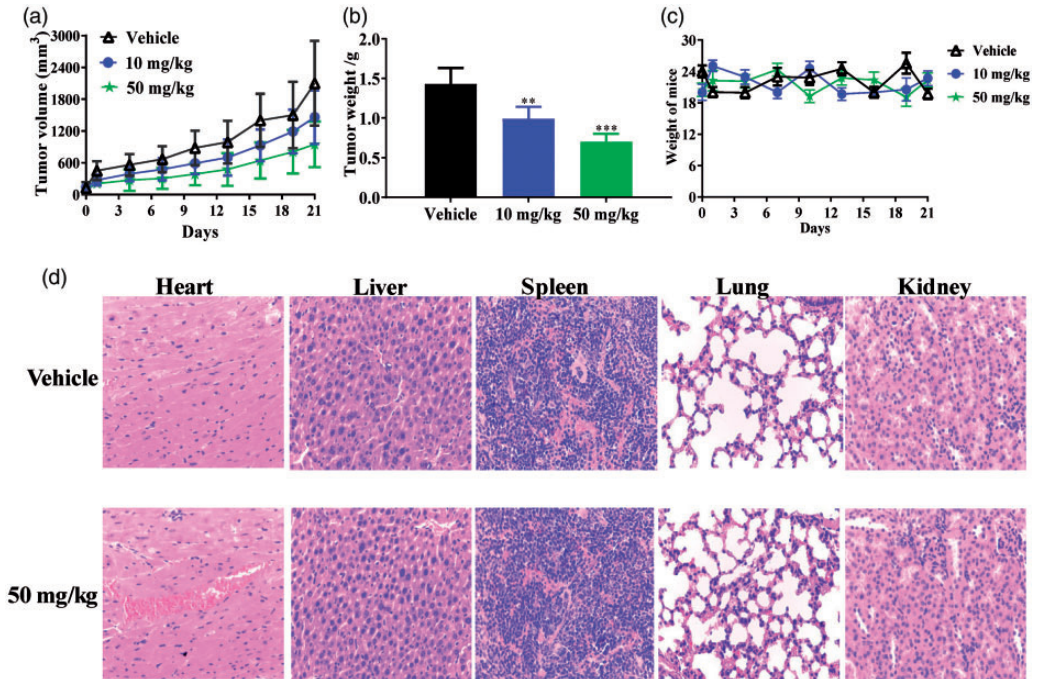 (a)
Tumor volume (mm³)
3000
2400
1800
1200
600
0
Vehicle
10 mg/kg
50 mg/kg
0 3 6 9 12 15 18 21
Days
(b)
Tumor weight /g
2.0
1.5
1.0
0.5
0.0
**
***
Vehicle 10 mg/kg 50 mg/kg
(c)
Weight of mice
30
24
18
12
6
0
0 3 6 9 12 15 18 21
Days
Vehicle
10 mg/kg
50 mg/kg
(d)
Heart Liver Spleen Lung Kidney
Vehicle
50 mg/kg